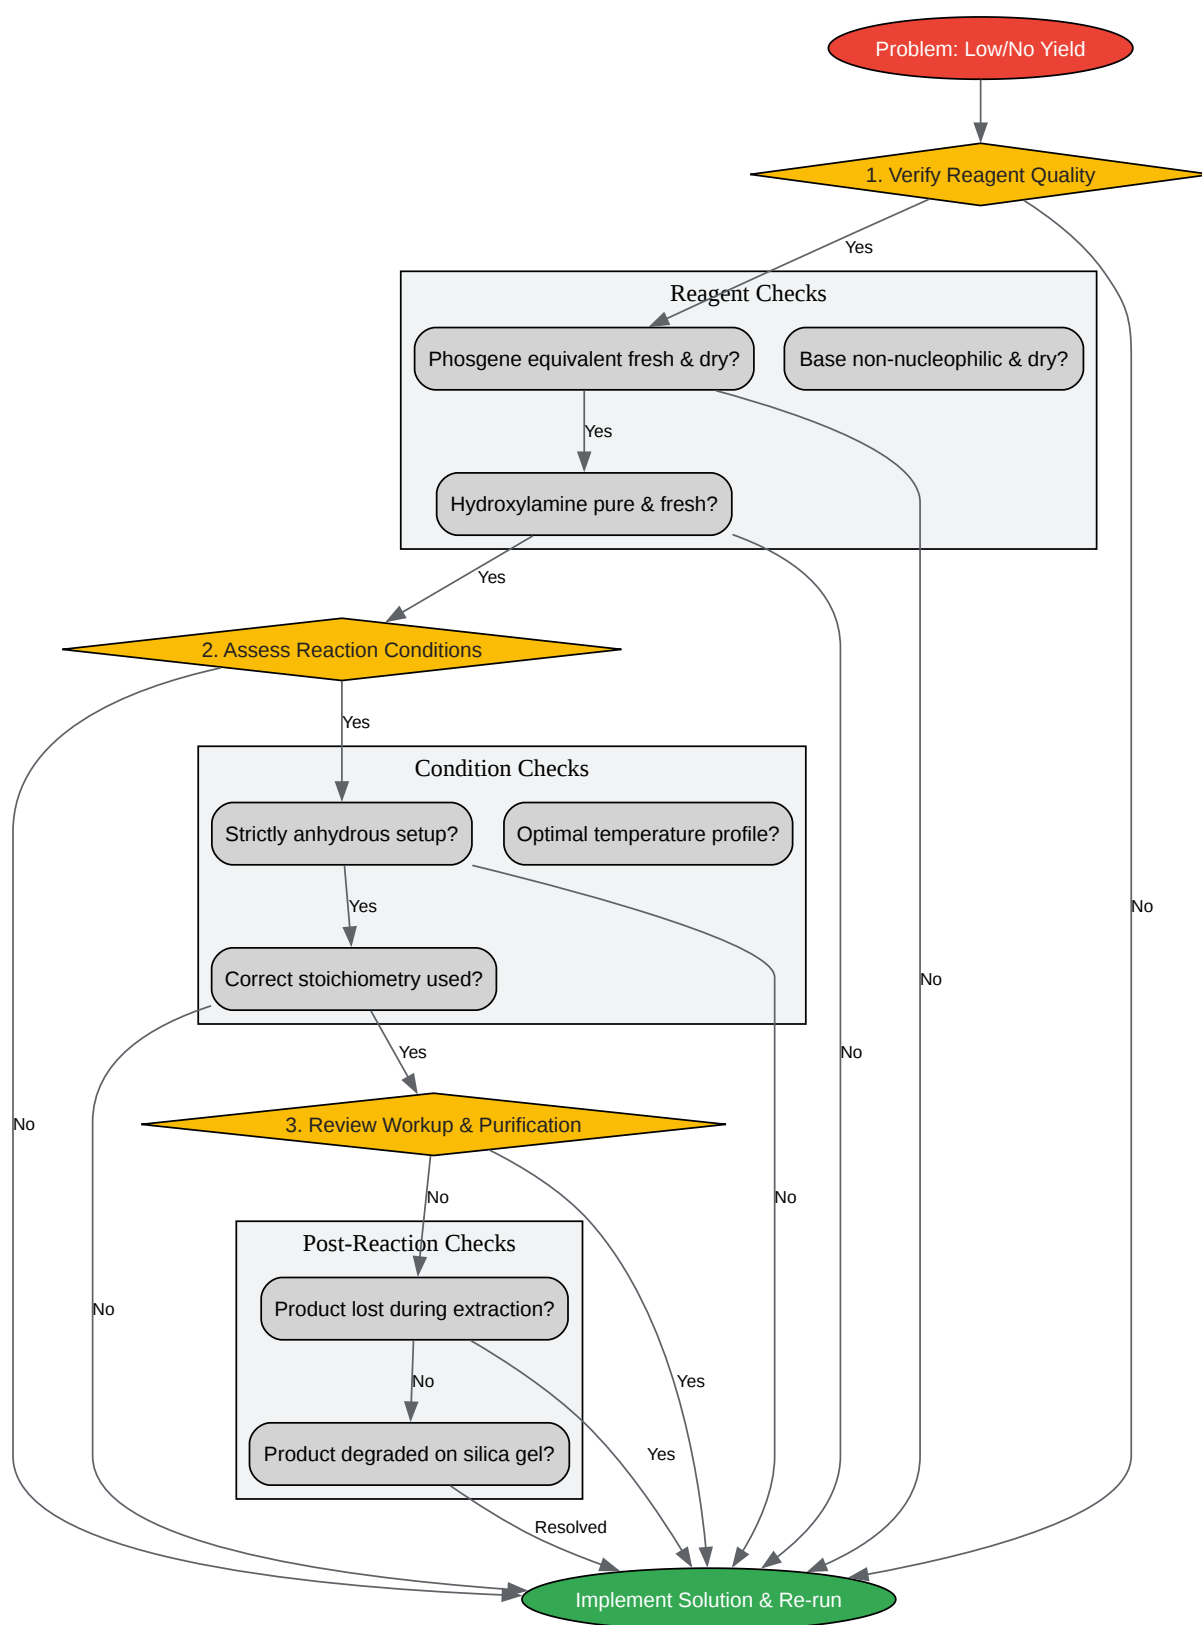 Problem: Low/No Yield
1. Verify Reagent Quality
Yes
Reagent Checks
Phosgene equivalent fresh & dry?
Base non-nucleophilic & dry?
Yes
Hydroxylamine pure & fresh?
Yes
2. Assess Reaction Conditions
Yes
Condition Checks
Strictly anhydrous setup?
Optimal temperature profile?
Yes
No
Correct stoichiometry used?
No
Yes
No
3. Review Workup & Purification
No
No
No
Post-Reaction Checks
Product lost during extraction?
No
No
Yes
Product degraded on silica gel?
Yes
Resolved
Implement Solution & Re-run